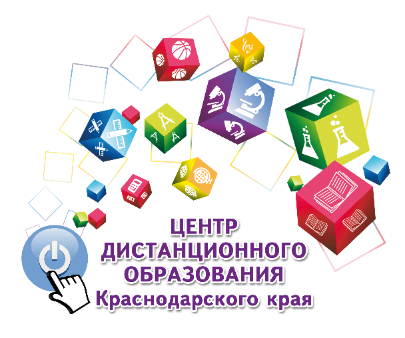 ЦЕНТР
ДИСТАНЦИОННОГО
ОБРАЗОВАНИЯ
Краснодарского края